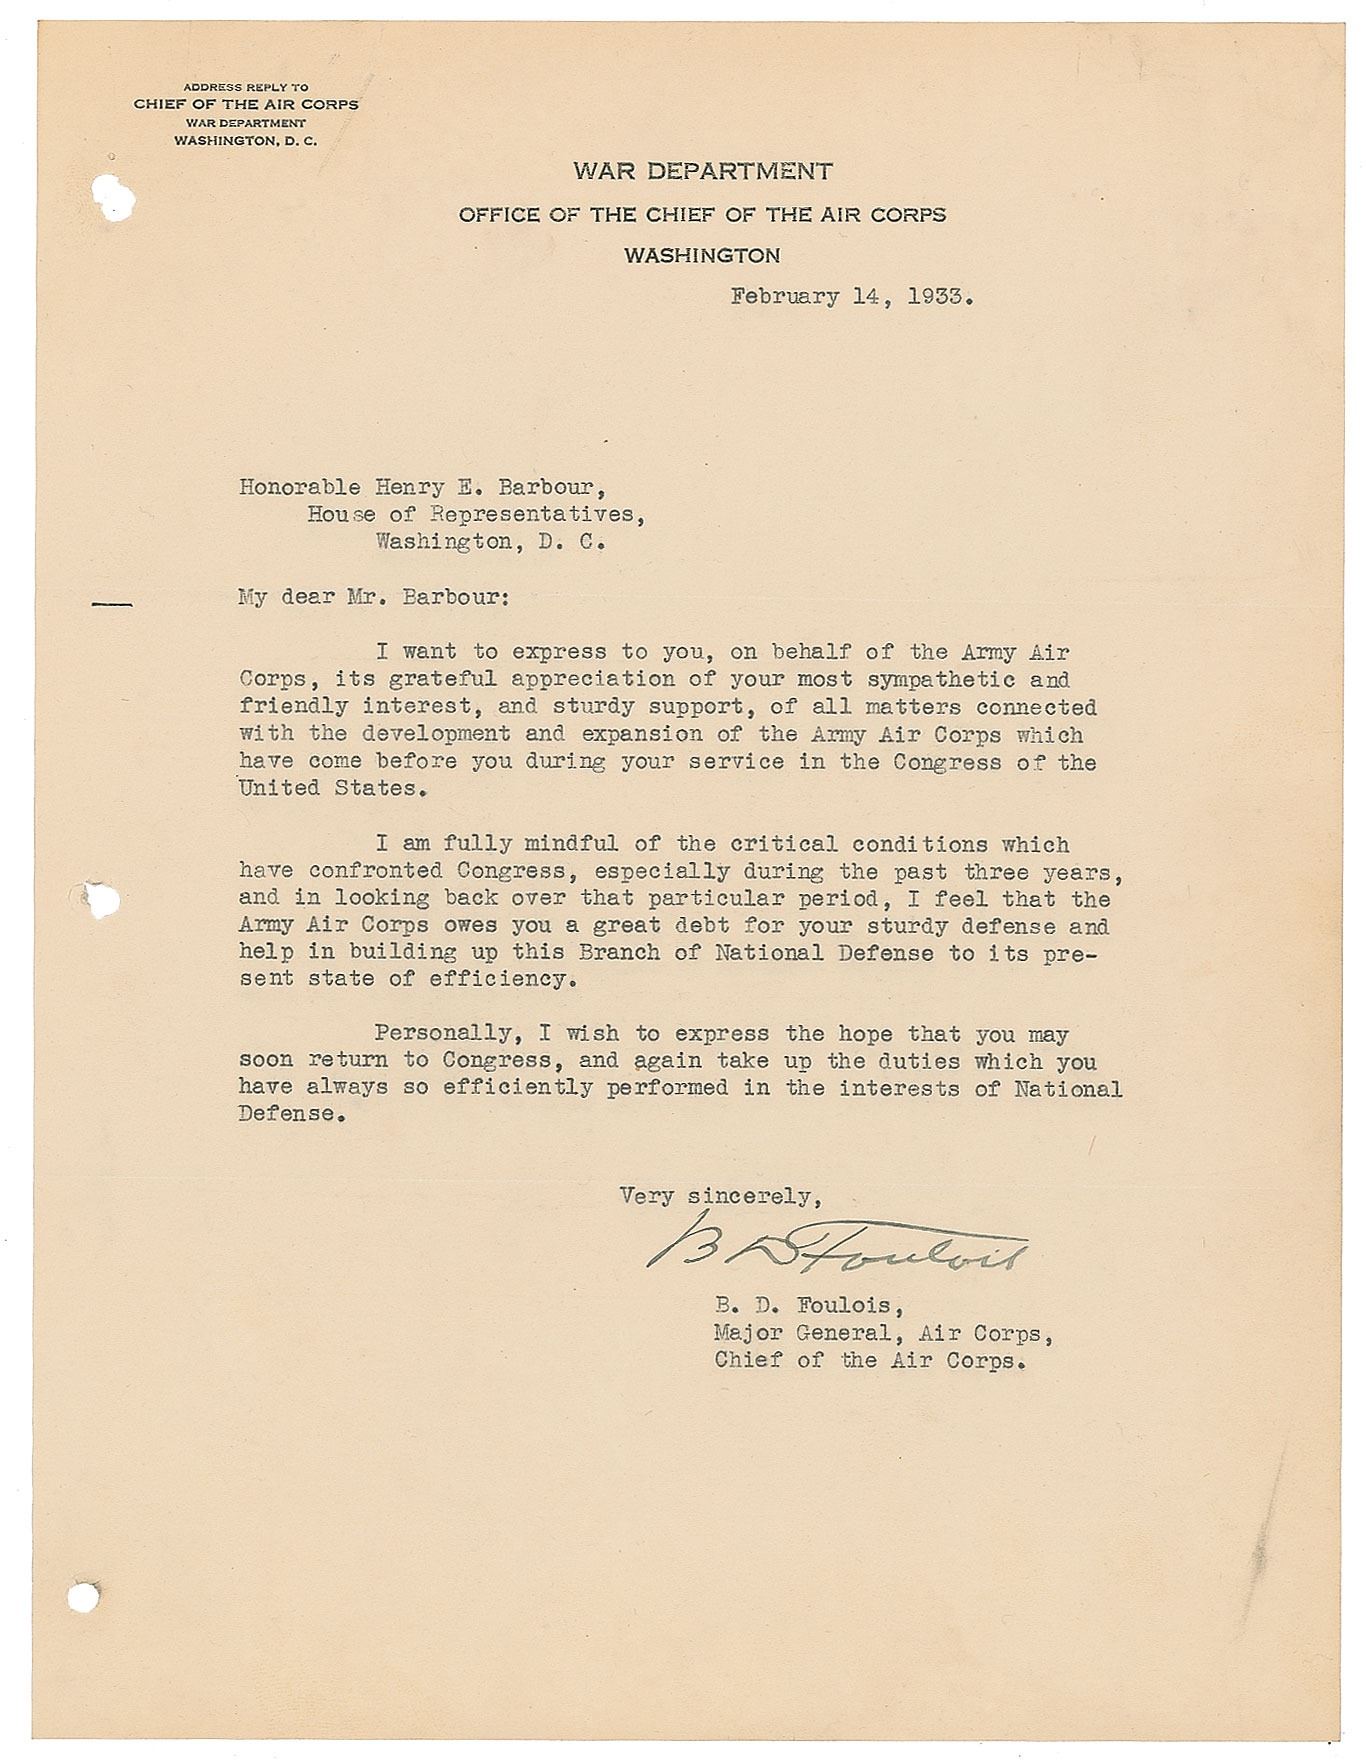 ADDRESS REPLY TO
CHIEF OF THE AIR CORPS
WAR DEPARTMENT
WASHINGTON, D. C.
WAR DEPARTMENT
OFFICE OF THE CHIEF OF THE AIR CORPS
WASHINGTON
February 14, 1933.
Honorable Henry E. Barbour,
House of Representatives,
Washington, D. C.
My dear Mr. Barbour:
I want to express to you, on behalf of the Army Air
Corps, its grateful appreciation of your most sympathetic and
friendly interest, and sturdy support, of all matters connected
with the development and expansion of the Army Air Corps which
have come before you during your service in the Congress of the
United States.
I am fully mindful of the critical conditions which
have confronted Congress, especially during the past three years,
and in looking back over that particular period, I feel that the
Army Air Corps owes you a great debt for your sturdy defense and
help in building up this Branch of National Defense to its pre-
sent state of efficiency.
Personally, I wish to express the hope that you may
soon return to Congress, and again take up the duties which you
have always so efficiently performed in the interests of National
Defense.
Very sincerely,
B D Foulois
B. D. Foulois,
Major General, Air Corps,
Chief of the Air Corps.